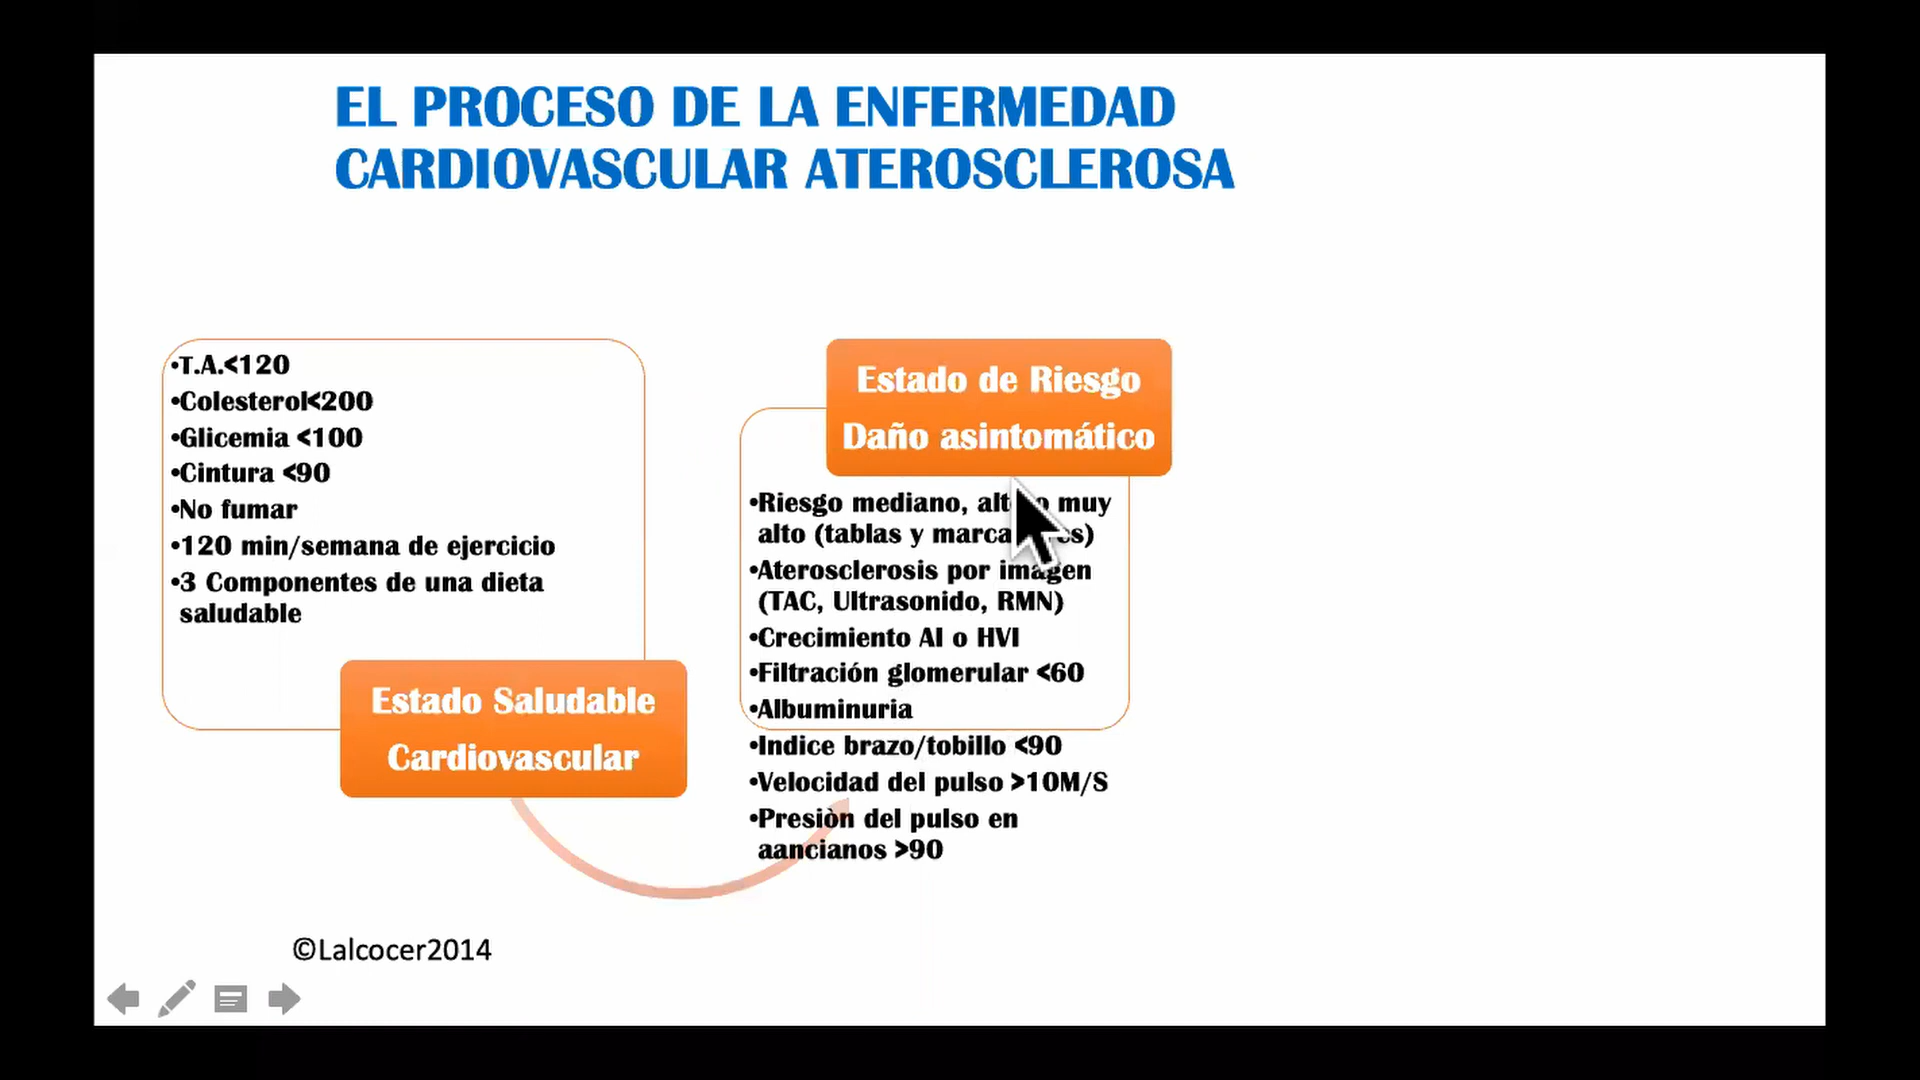 EL PROCESO DE LA ENFERMEDAD
CARDIOVASCULAR ATEROSCLEROSA
•T.A.<120
•Colesterol<200
•Glicemia <100
•Cintura <90
•No fumar
•120 min/semana de ejercicio
•3 Componentes de una dieta
saludable
Estado Saludable
Cardiovascular
Estado de Riesgo
Daño asintomático
•Riesgo mediano, alto o muy
alto (tablas y marcadores)
•Aterosclerosis por imagen
(TAC, Ultrasonido, RMN)
•Crecimiento AI o HVI
•Filtración glomerular <60
•Albuminuria
•Indice brazo/tobillo <90
•Velocidad del pulso >10M/S
•Presiòn del pulso en
aancianos >90
©Lalcocer2014